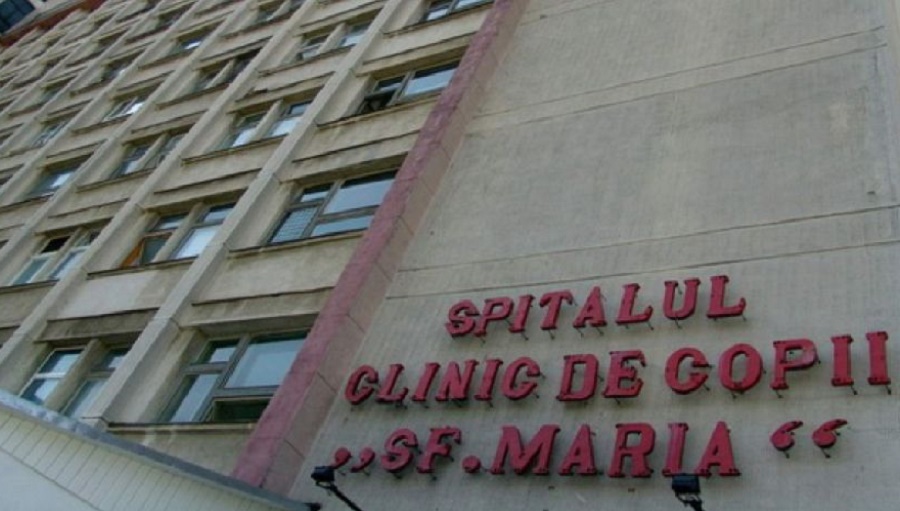 SPITALUL
CLINIC DE COPII
„SF. MARIA“